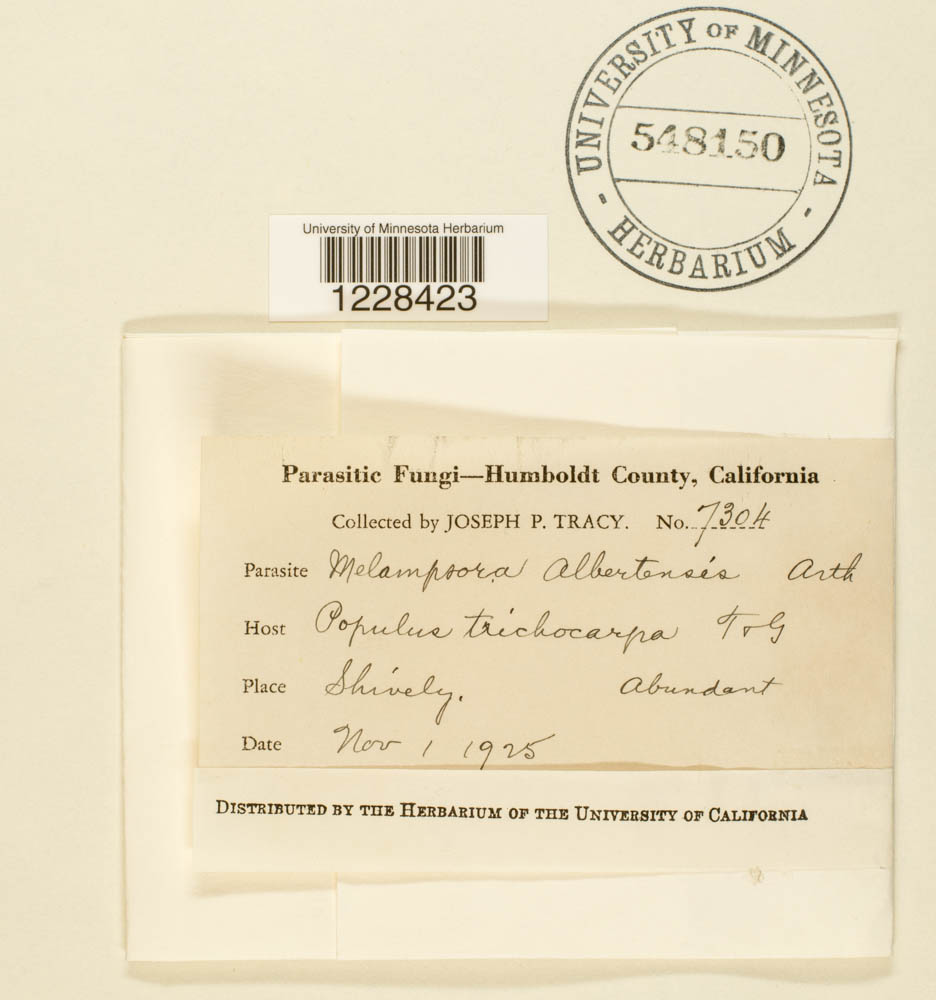 UNIVERSITY OF MINNESOTA
548150
- HERBARIUM -
University of Minnesota Herbarium
1228423
Parasitic Fungi—Humboldt County, California
Collected by JOSEPH P. TRACY. No. 7304
Parasite Melampsora Albertensis Arth
Host Populus trichocarpa T & G
Place Shively. Abundant
Date Nov 1 1925
DISTRIBUTED BY THE HERBARIUM OF THE UNIVERSITY OF CALIFORNIA